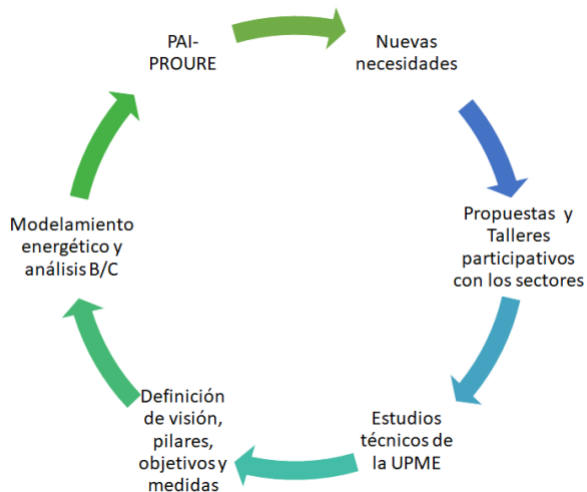 PAI-
PROURE
Nuevas
necesidades
Propuestas y
Talleres
participativos
con los sectores
Estudios
técnicos de
la UPME
Definición
de visión,
pilares,
objetivos y
medidas
Modelamiento
energético y
análisis B/C